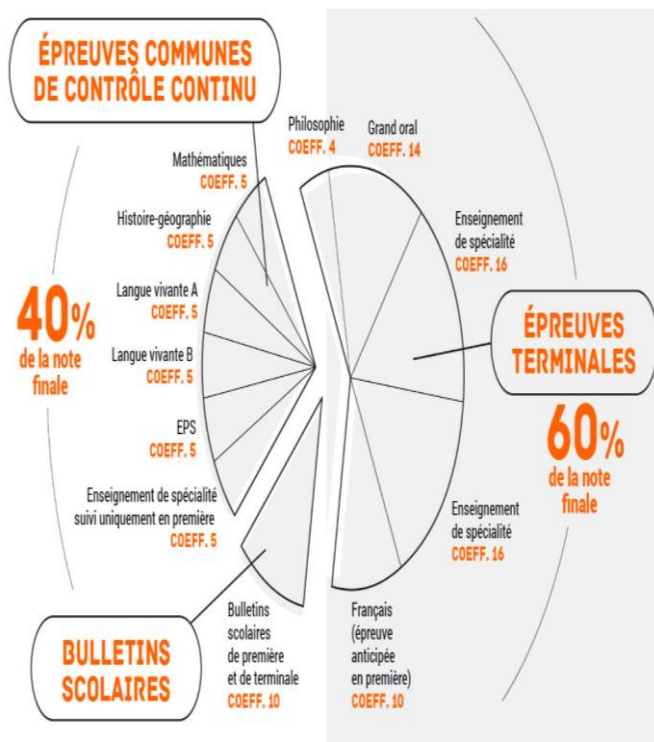 ÉPREUVES COMMUNES
DE CONTRÔLE CONTINU
Philosophie
COEFF. 4
Grand oral
COEFF. 14
Mathématiques
COEFF. 5
Histoire-géographie
COEFF. 5
Langue vivante A
COEFF. 5
Langue vivante B
COEFF. 5
EPS
COEFF. 5
Enseignement de spécialité
suivi uniquement en première
COEFF. 5
40%
de la note
finale
Enseignement
de spécialité
COEFF. 16
ÉPREUVES
TERMINALES
60%
de la note
finale
Enseignement
de spécialité
COEFF. 16
BULLETINS
SCOLAIRES
Bulletins
scolaires
de première
et de terminale
COEFF. 10
Français
(épreuve
anticipée
en première)
COEFF. 10